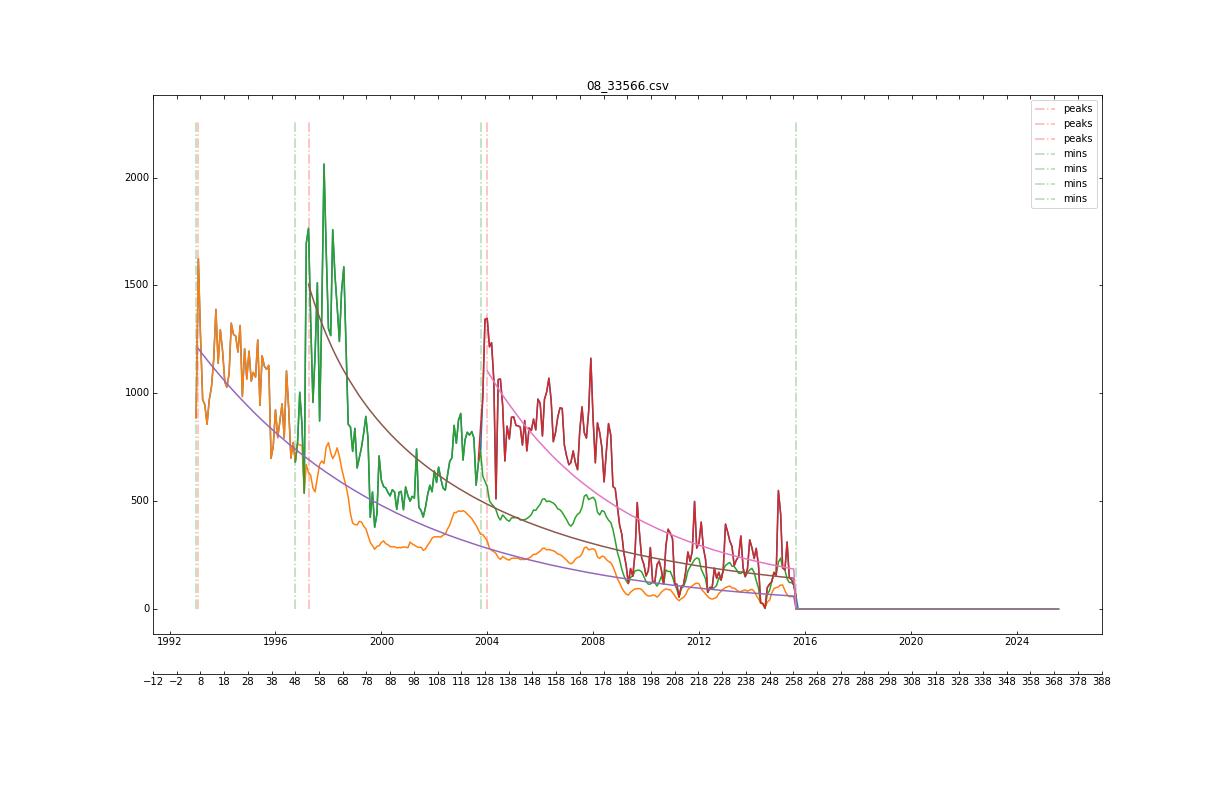 08_33566.csv
peaks
peaks
peaks
mins
mins
mins
mins
2000
1500
1000
500
0
1992 1996 2000 2004 2008 2012 2016 2020 2024
−12 −2 8 18 28 38 48 58 68 78 88 98 108 118 128 138 148 158 168 178 188 198 208 218 228 238 248 258 268 278 288 298 308 318 328 338 348 358 368 378 388